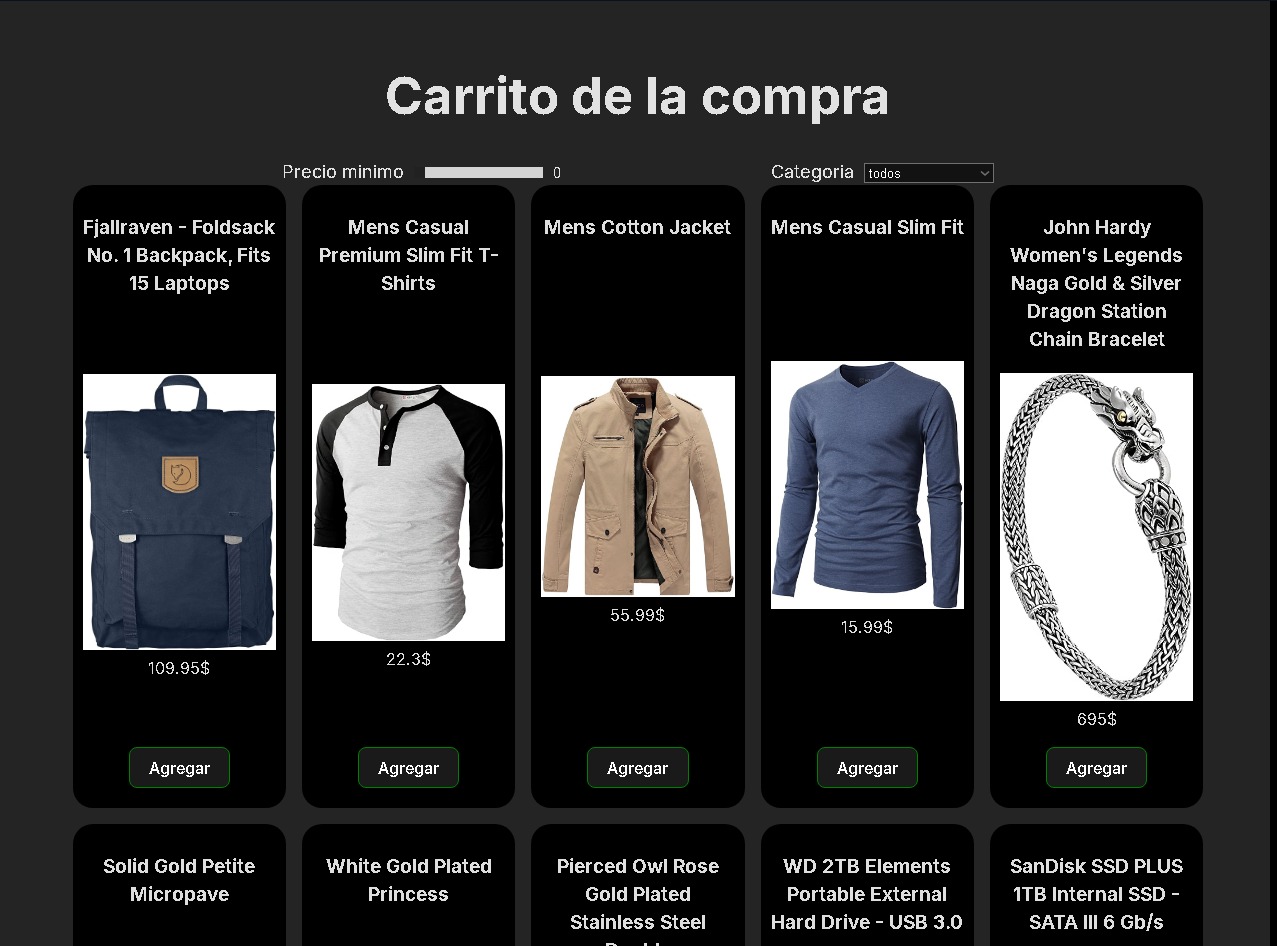 Carrito de la compra
Precio minimo 0 Categoria todos
Fjallraven - Foldsack
No. 1 Backpack, Fits
15 Laptops
109.95$
Agregar
Mens Casual
Premium Slim Fit T-
Shirts
22.3$
Agregar
Mens Cotton Jacket
55.99$
Agregar
Mens Casual Slim Fit
15.99$
Agregar
John Hardy
Women's Legends
Naga Gold & Silver
Dragon Station
Chain Bracelet
695$
Agregar
Solid Gold Petite
Micropave
White Gold Plated
Princess
Pierced Owl Rose
Gold Plated
Stainless Steel
WD 2TB Elements
Portable External
Hard Drive - USB 3.0
SanDisk SSD PLUS
1TB Internal SSD -
SATA III 6 Gb/s